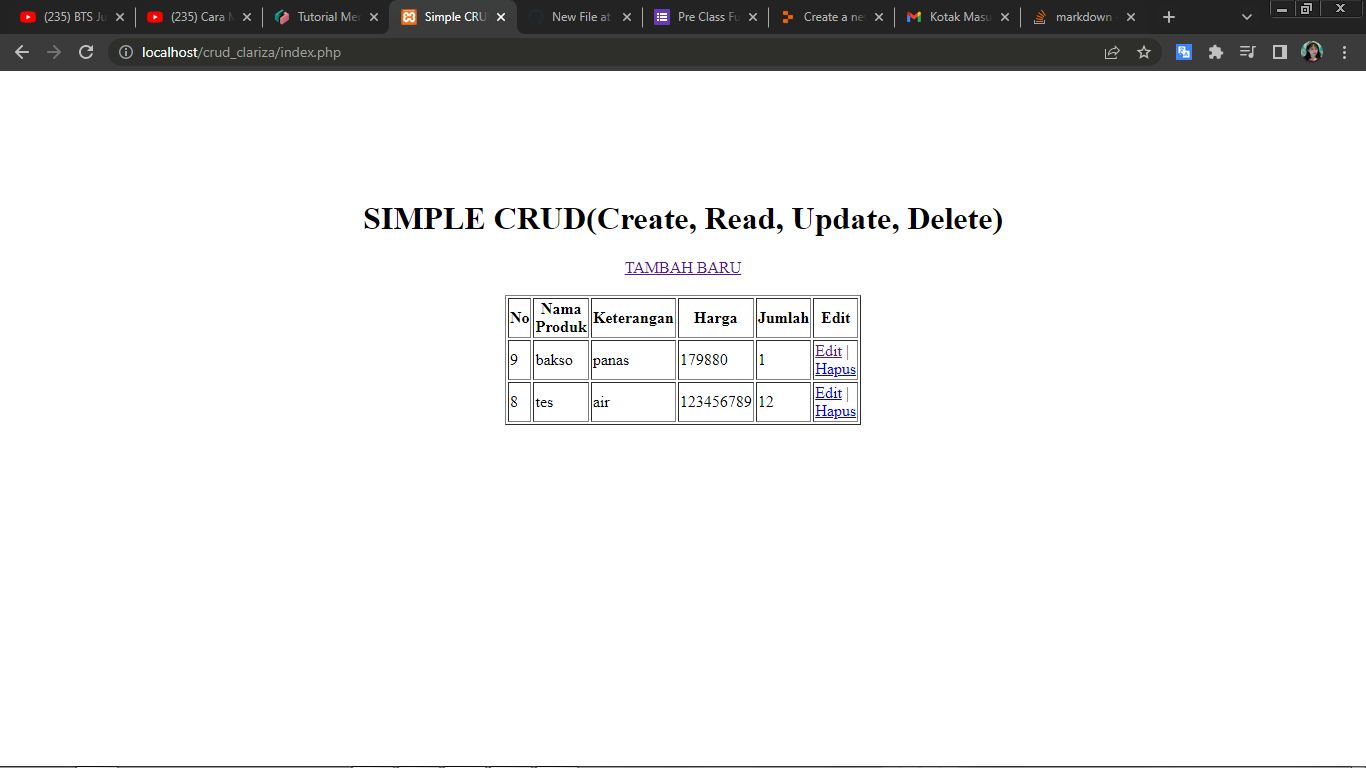 (235) BTS Ju
(235) Cara M
Tutorial Mer
Simple CRU
New File at
Pre Class Fu
Create a new
Kotak Masu
markdown
localhost/crud_clariza/index.php
SIMPLE CRUD(Create, Read, Update, Delete)
TAMBAH BARU
No Nama Produk Keterangan Harga Jumlah Edit
9 bakso panas 179880 1 Edit | Hapus
8 tes air 123456789 12 Edit | Hapus